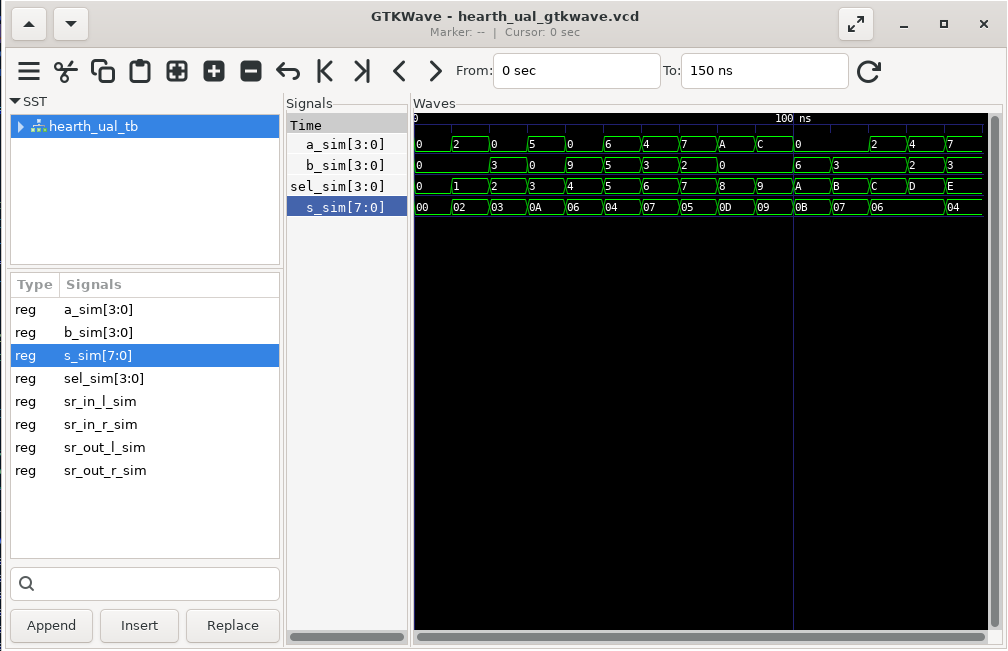 GTKWave - hearth_ual_gtkwave.vcd
Marker: -- | Cursor: 0 sec
From: 0 sec To: 150 ns
SST
hearth_ual_tb
Type Signals
reg a_sim[3:0]
reg b_sim[3:0]
reg s_sim[7:0]
reg sel_sim[3:0]
reg sr_in_l_sim
reg sr_in_r_sim
reg sr_out_l_sim
reg sr_out_r_sim
Append Insert Replace
Signals
Time
a_sim[3:0]
b_sim[3:0]
sel_sim[3:0]
s_sim[7:0]
Waves
0 100 ns
0 2 0 5 0 6 4 7 A C 0 2 4 7
0 3 0 9 5 3 2 0 6 3 2 3
0 1 2 3 4 5 6 7 8 9 A B C D E
00 02 03 0A 06 04 07 05 0D 09 0B 07 06 04